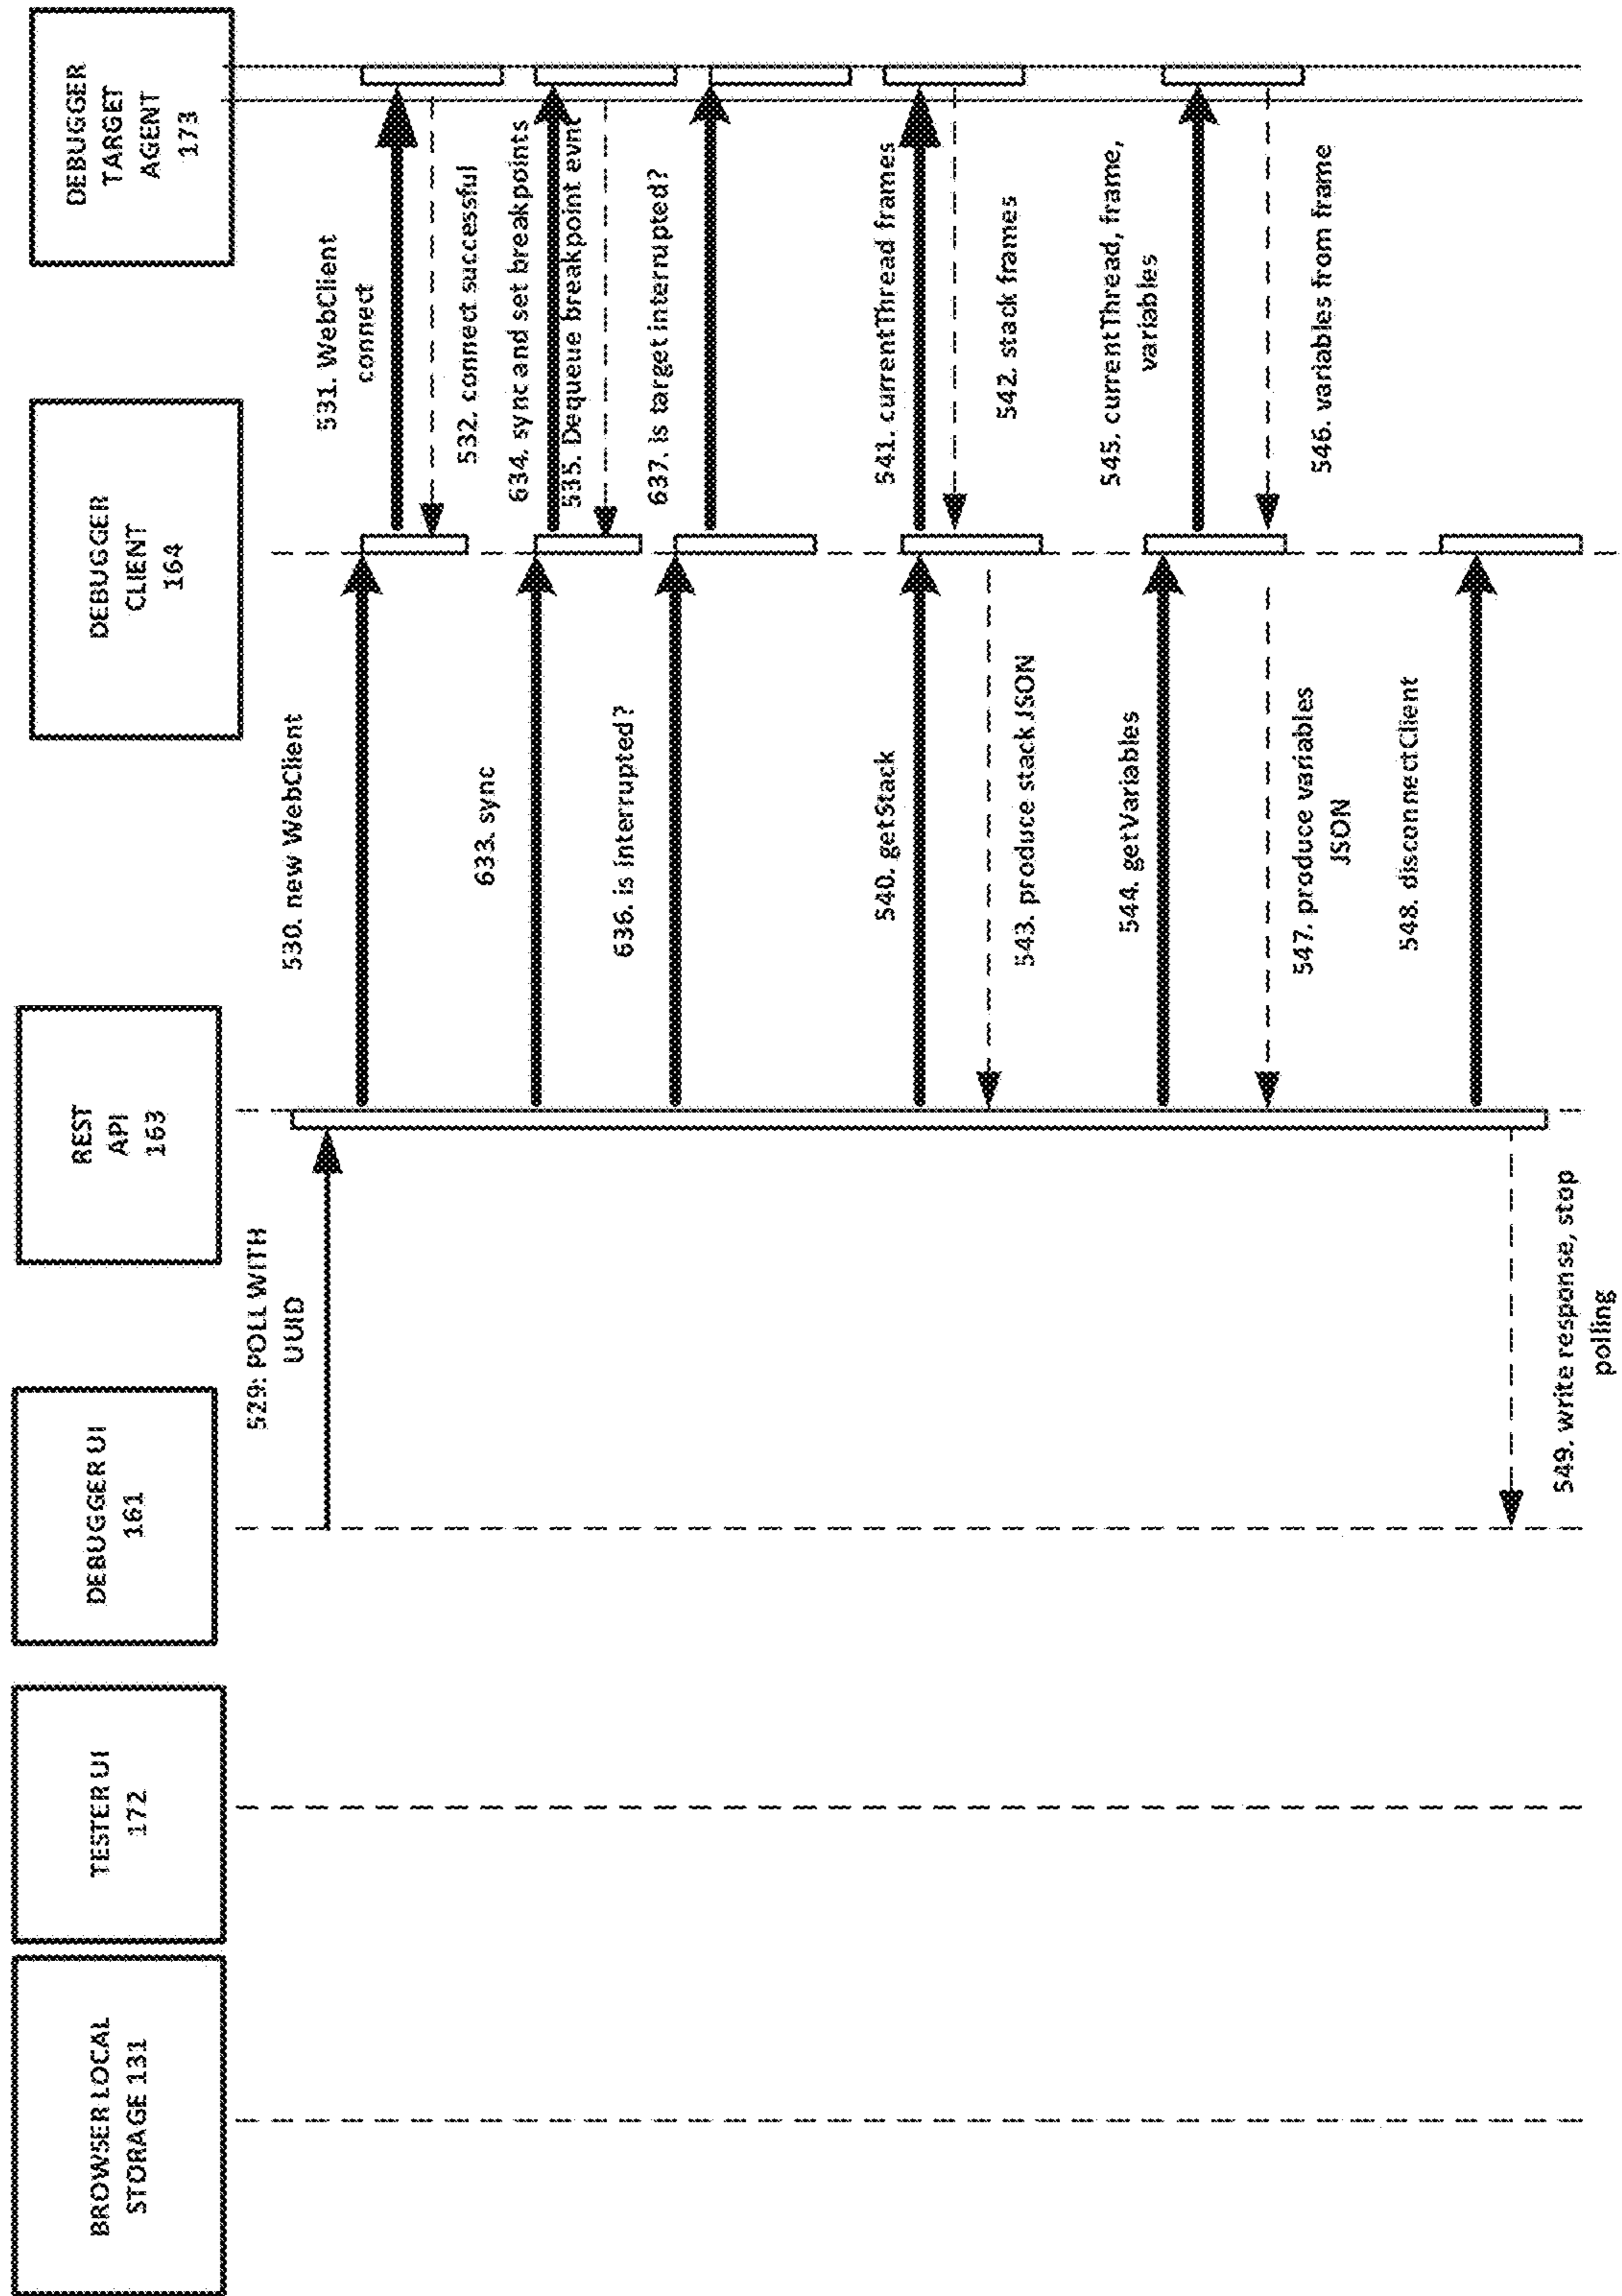 BROWSER LOCAL
STORAGE 131
TESTER UI
172
DEBUGGER UI
161
REST
API
163
DEBUGGER
CLIENT
164
DEBUGGER
TARGET
AGENT
173
529: POLL WITH
UUID
530. new WebClient
531. WebClient
connect
532. connect successful
633. sync
634. sync and set breakpoints
535. Dequeue breakpoint evnt
636. is interrupted?
637. is target interrupted?
540. getStack
541. currentThread frames
542. stack frames
543. produce stack JSON
544. getVariables
545. currentThread, frame,
variables
546. variables from frame
547. produce variables
JSON
548. disconnectClient
549. write response, stop
polling